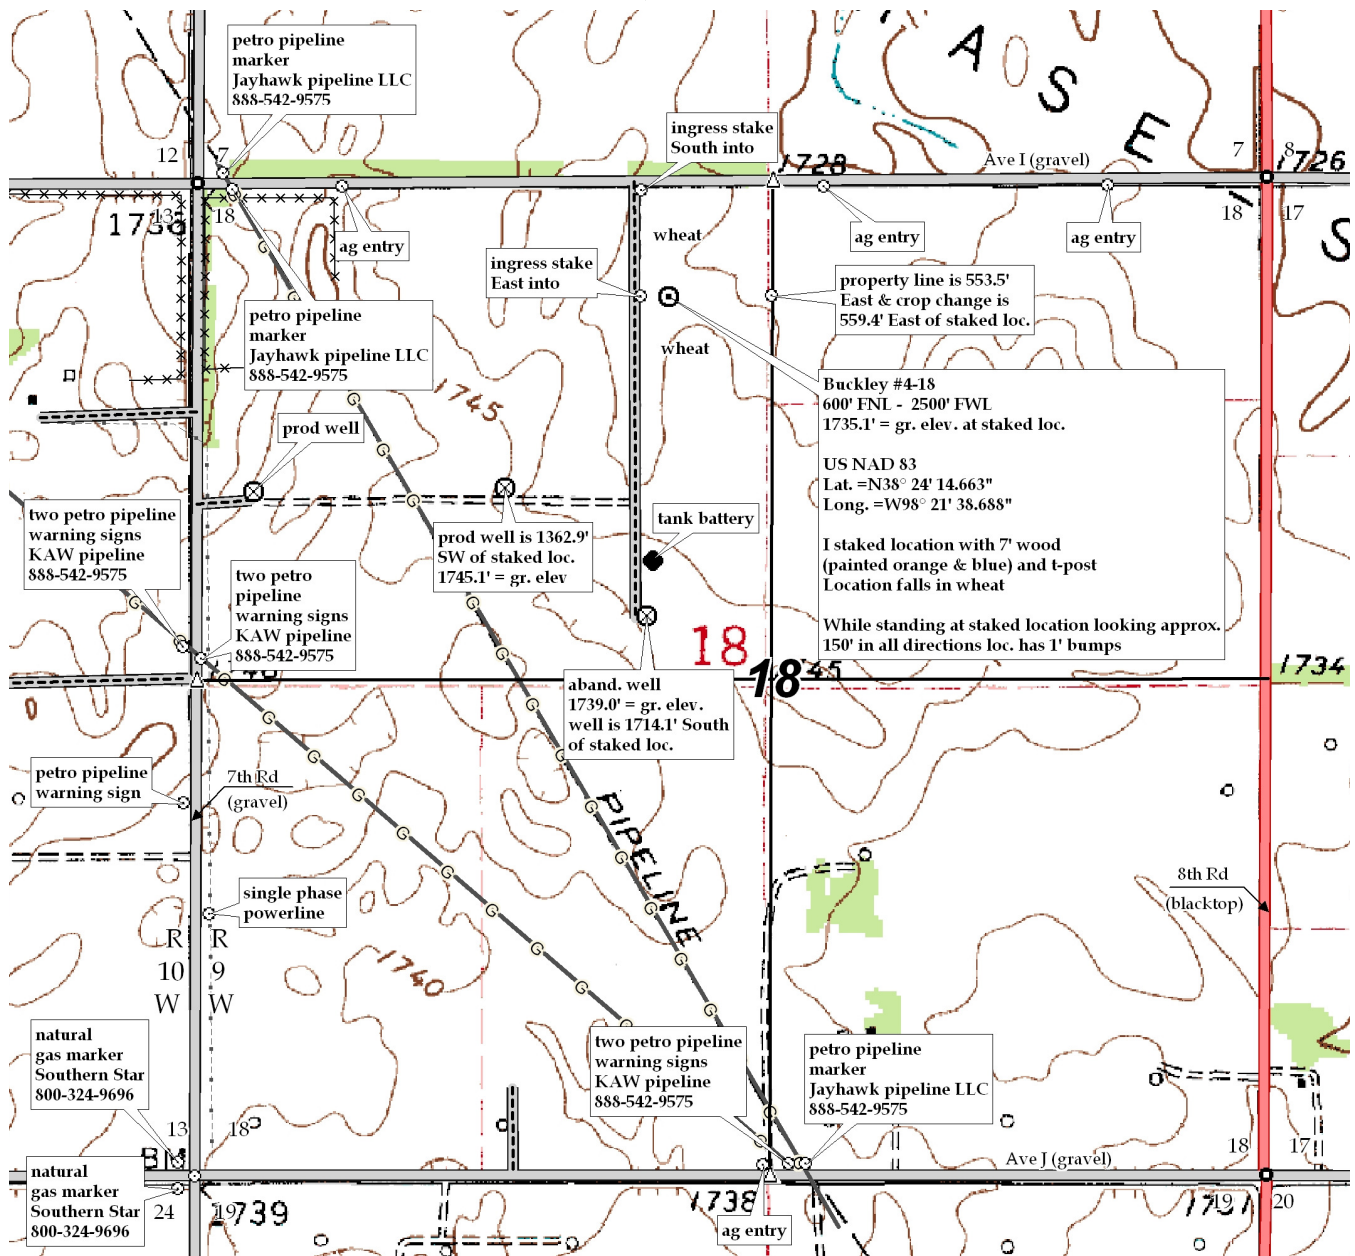 petro pipeline
marker
Jayhawk pipeline LLC
888-542-9575
A
S
E
S
ingress stake
South into
12
7
7
8
1728
Ave I (gravel)
1726
13
18
18
17
1736
ag entry
wheat
ag entry
ag entry
ingress stake
East into
property line is 553.5'
East & crop change is
559.4' East of staked loc.
petro pipeline
marker
Jayhawk pipeline LLC
888-542-9575
wheat
1745
Buckley #4-18
600' FNL - 2500' FWL
1735.1' = gr. elev. at staked loc.
US NAD 83
Lat. =N38° 24' 14.663"
Long. =W98° 21' 38.688"
I staked location with 7' wood
(painted orange & blue) and t-post
Location falls in wheat
While standing at staked location looking approx.
150' in all directions loc. has 1' bumps
prod well
two petro pipeline
warning signs
KAW pipeline
888-542-9575
prod well is 1362.9'
SW of staked loc.
1745.1' = gr. elev
tank battery
two petro
pipeline
warning signs
KAW pipeline
888-542-9575
18
18
45
1734
aband. well
1739.0' = gr. elev.
well is 1714.1' South
of staked loc.
petro pipeline
warning sign
7th Rd
(gravel)
PIPELINE
single phase
powerline
8th Rd
(blacktop)
R
R
10
9
W
W
1740
natural
gas marker
Southern Star
800-324-9696
two petro pipeline
warning signs
KAW pipeline
888-542-9575
petro pipeline
marker
Jayhawk pipeline LLC
888-542-9575
13
18
18
17
Ave J (gravel)
natural
gas marker
Southern Star
800-324-9696
24
19
1739
1738
ag entry
19
20